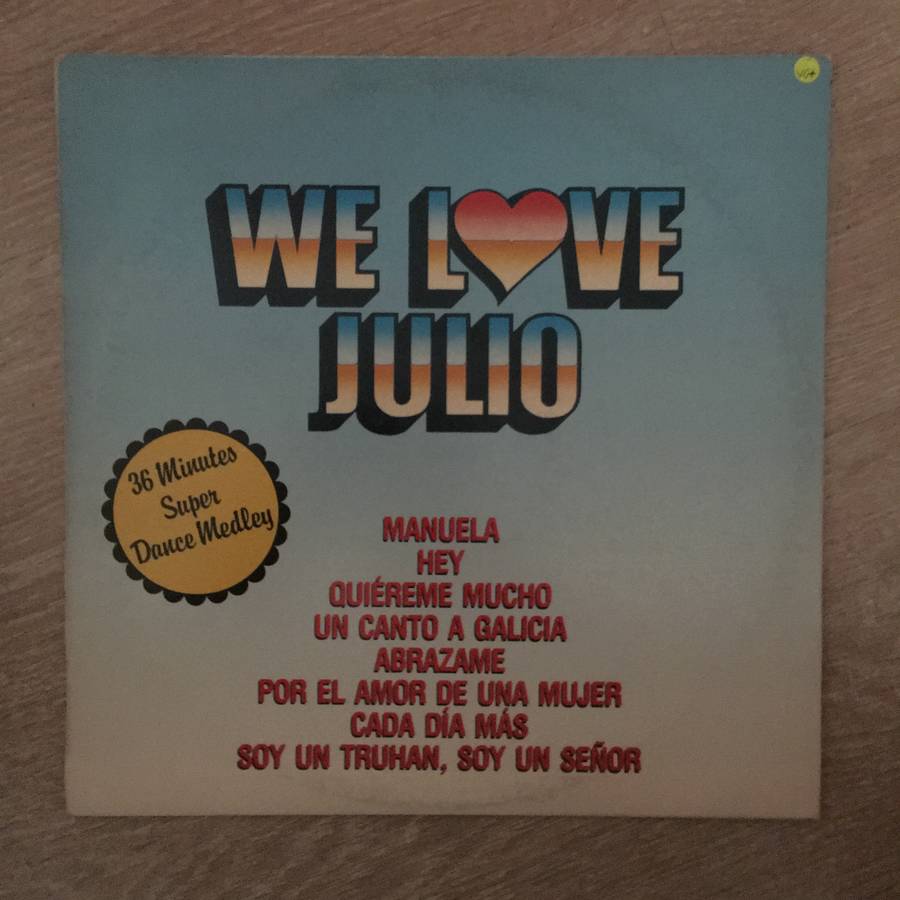 VG+
WE LOVE
JULIO
36 Minutes
Super
Dance Medley
MANUELA
HEY
QUIÉREME MUCHO
UN CANTO A GALICIA
ABRAZAME
POR EL AMOR DE UNA MUJER
CADA DÍA MÁS
SOY UN TRUHAN, SOY UN SEÑOR